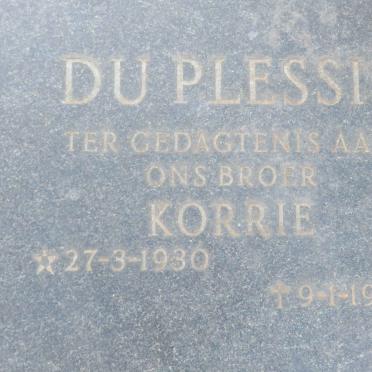 DU PLESSI
TER GEDAGTENIS AA
ONS BROER
KORRIE
☆ 27-3-1930
✝ 9-1-19